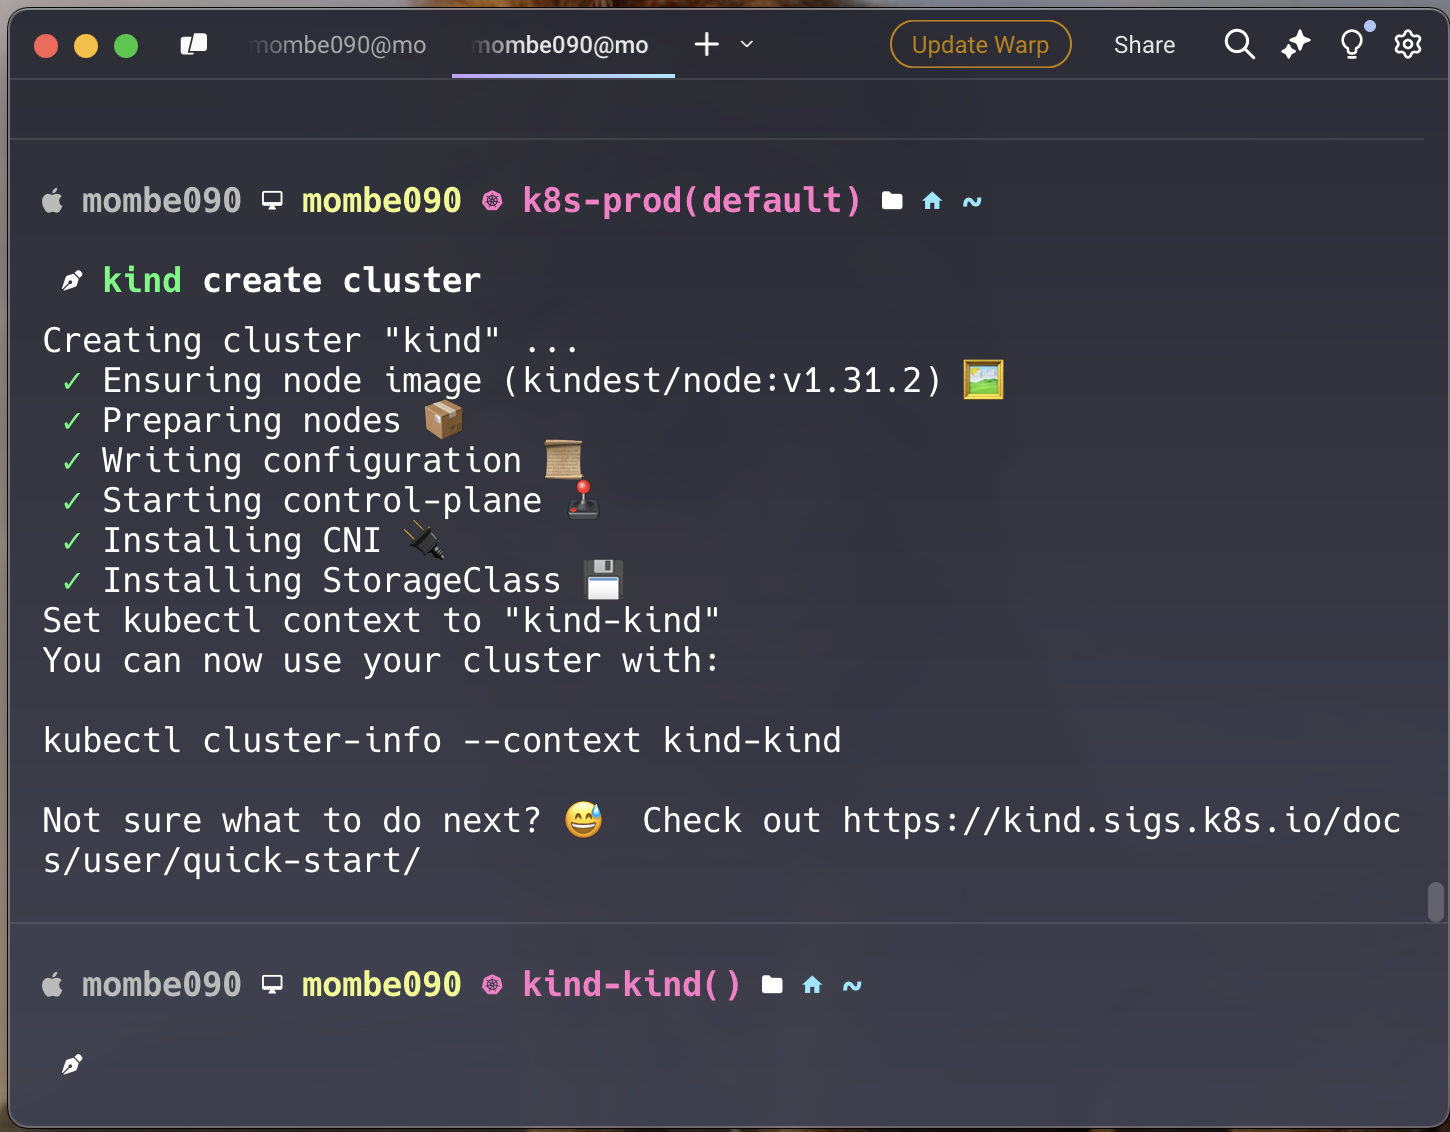 mombe090@mo mombe090@mo Update Warp Share
mombe090 mombe090 k8s-prod(default) ~
kind create cluster
Creating cluster "kind" ...
✓ Ensuring node image (kindest/node:v1.31.2) 🖼
✓ Preparing nodes 📦
✓ Writing configuration 📜
✓ Starting control-plane 🕹️
✓ Installing CNI 🔌
✓ Installing StorageClass 💾
Set kubectl context to "kind-kind"
You can now use your cluster with:
kubectl cluster-info --context kind-kind
Not sure what to do next? 😅 Check out https://kind.sigs.k8s.io/doc
s/user/quick-start/
mombe090 mombe090 kind-kind() ~